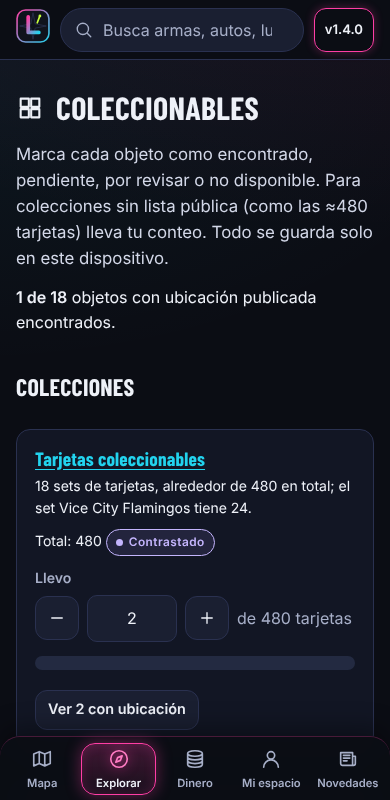 L
Busca armas, autos, lu
v1.4.0
COLECCIONABLES
Marca cada objeto como encontrado,
pendiente, por revisar o no disponible. Para
colecciones sin lista pública (como las ≈480
tarjetas) lleva tu conteo. Todo se guarda solo
en este dispositivo.
1 de 18 objetos con ubicación publicada
encontrados.
COLECCIONES
Tarjetas coleccionables
18 sets de tarjetas, alrededor de 480 en total; el
set Vice City Flamingos tiene 24.
Total: 480 Contrastado
Llevo
− 2 + de 480 tarjetas
Ver 2 con ubicación
Mapa Explorar Dinero Mi espacio Novedades